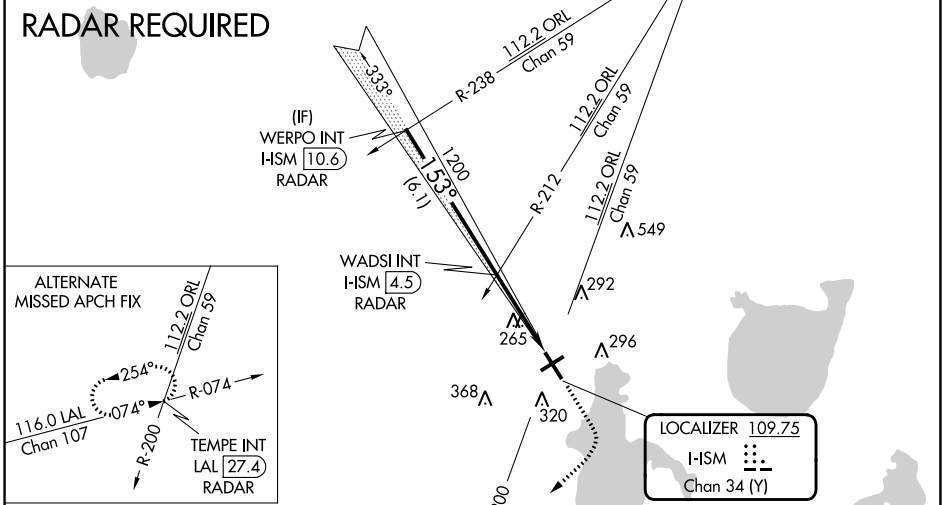 RADAR REQUIRED
333°
R-238
112.2 ORL
Chan 59
(IF)
WERPO INT
I-ISM 10.6
RADAR
1200
153°
(6.1)
112.2 ORL
Chan 59
R-212
112.2 ORL
Chan 59
549
WADSI INT
I-ISM 4.5
RADAR
292
265
296
368
320
ALTERNATE
MISSED APCH FIX
112.2 ORL
Chan 59
254°
R-074
074°
116.0 LAL
Chan 107
R-200
TEMPE INT
LAL 27.4
RADAR
LOCALIZER 109.75
I-ISM
Chan 34 (Y)